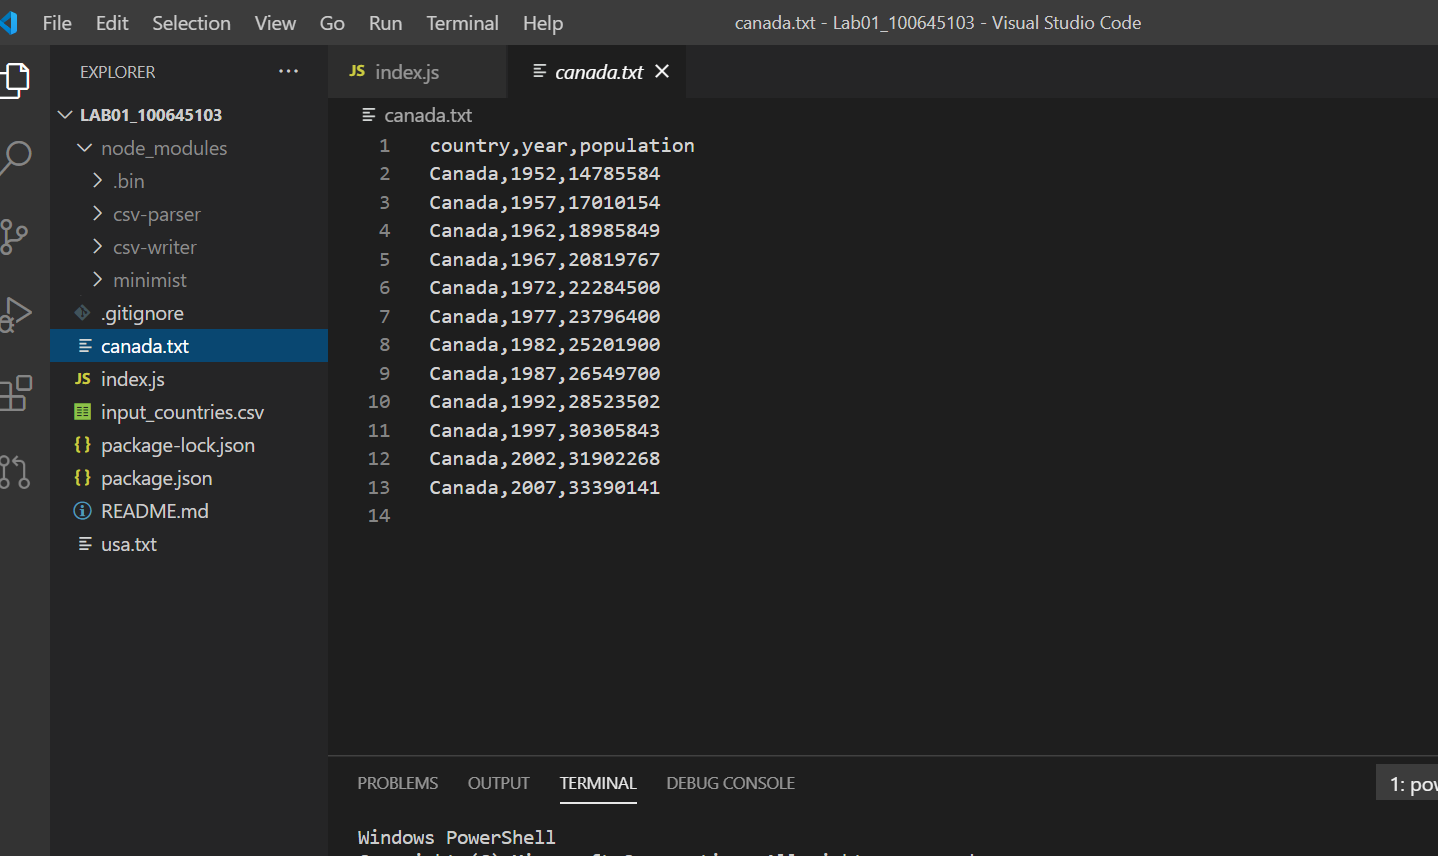 File Edit Selection View Go Run Terminal Help canada.txt - Lab01_100645103 - Visual Studio Code
EXPLORER ...
LAB01_100645103
node_modules
.bin
csv-parser
csv-writer
minimist
.gitignore
canada.txt
JS index.js
input_countries.csv
{} package-lock.json
{} package.json
README.md
usa.txt
JS index.js canada.txt
canada.txt
1 country,year,population
2 Canada,1952,14785584
3 Canada,1957,17010154
4 Canada,1962,18985849
5 Canada,1967,20819767
6 Canada,1972,22284500
7 Canada,1977,23796400
8 Canada,1982,25201900
9 Canada,1987,26549700
10 Canada,1992,28523502
11 Canada,1997,30305843
12 Canada,2002,31902268
13 Canada,2007,33390141
14
PROBLEMS OUTPUT TERMINAL DEBUG CONSOLE 1: pow
Windows PowerShell